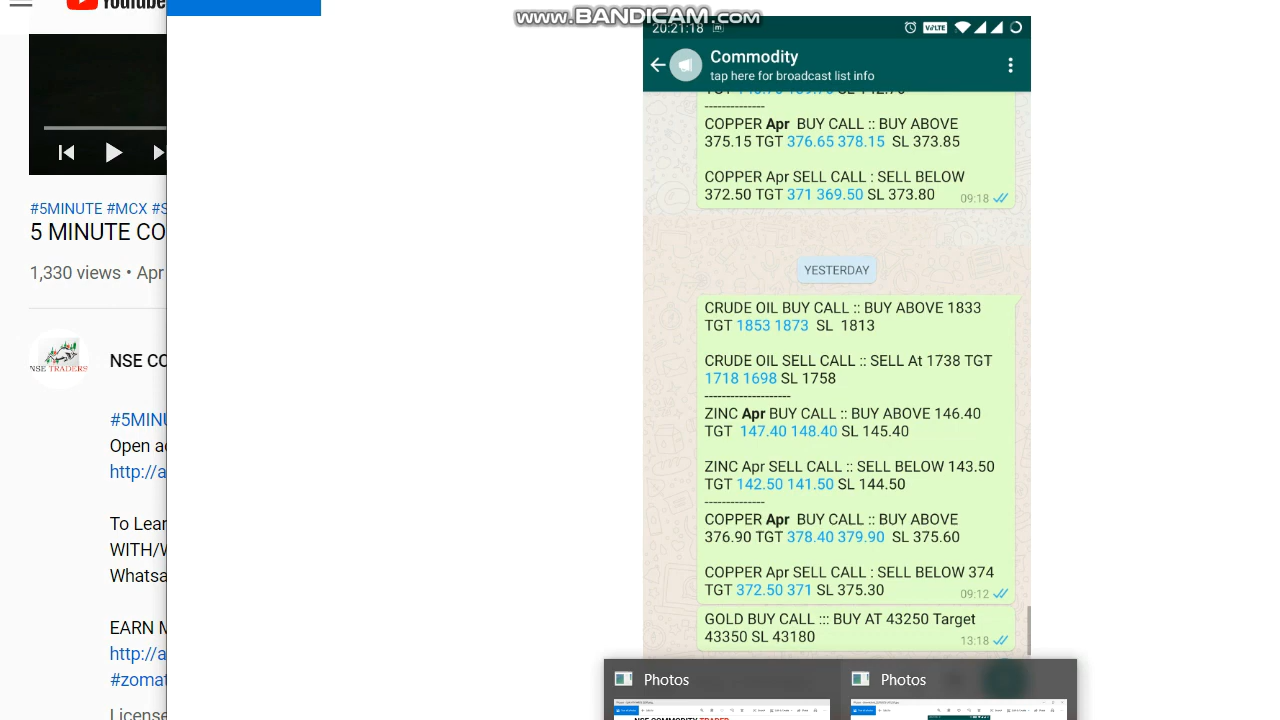 YouTube
www.BANDICAM.com
20:21:18
VoLTE
Commodity
tap here for broadcast list info
--------------
COPPER Apr BUY CALL :: BUY ABOVE
375.15 TGT 376.65 378.15 SL 373.85
COPPER Apr SELL CALL : SELL BELOW
372.50 TGT 371 369.50 SL 373.80
09:18
YESTERDAY
CRUDE OIL BUY CALL :: BUY ABOVE 1833
TGT 1853 1873 SL 1813
CRUDE OIL SELL CALL :: SELL At 1738 TGT
1718 1698 SL 1758
--------------------
ZINC Apr BUY CALL :: BUY ABOVE 146.40
TGT 147.40 148.40 SL 145.40
ZINC Apr SELL CALL :: SELL BELOW 143.50
TGT 142.50 141.50 SL 144.50
--------------
COPPER Apr BUY CALL :: BUY ABOVE
376.90 TGT 378.40 379.90 SL 375.60
COPPER Apr SELL CALL : SELL BELOW 374
TGT 372.50 371 SL 375.30
09:12
GOLD BUY CALL ::: BUY AT 43250 Target
43350 SL 43180
13:18
Photos
Photos
#5MINUTE #MCX #S
5 MINUTE CO
1,330 views • Apr
NSE TRADERS
NSE CO
#5MINU
Open a
http://a
To Lear
WITH/
Whatsa
EARN M
http://a
#zomat
License